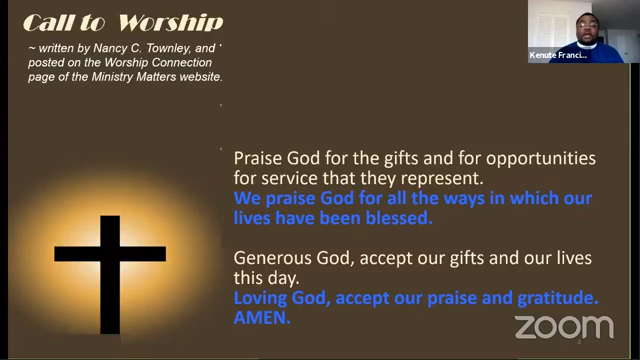 Call to Worship
~ written by Nancy C. Townley, and
posted on the Worship Connection
page of the Ministry Matters website.
Kenute Franci...
Praise God for the gifts and for opportunities
for service that they represent.
We praise God for all the ways in which our
lives have been blessed.
Generous God, accept our gifts and our lives
this day.
Loving God, accept our praise and gratitude.
AMEN.
zoom
2